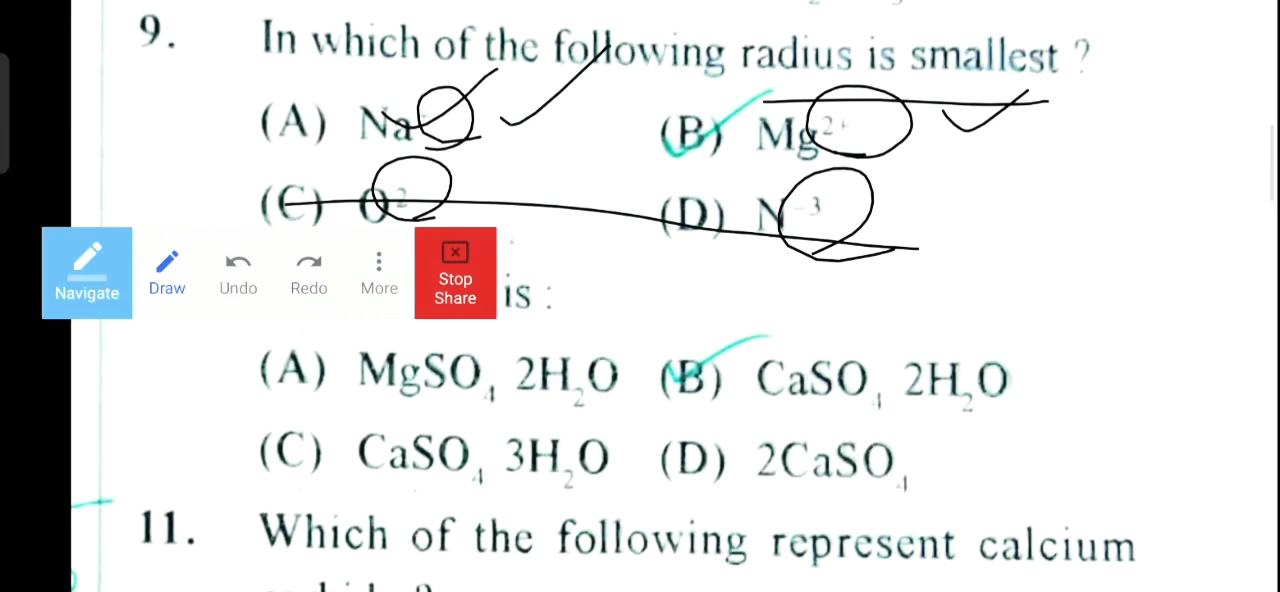 9. In which of the following radius is smallest ?
(A) Na⁺ (B) Mg²⁺
(C) O⁻² (D) N⁻³
Navigate Draw Undo Redo More Stop Share
is :
(A) MgSO₄ 2H₂O (B) CaSO₄ 2H₂O
(C) CaSO₄ 3H₂O (D) 2CaSO₄
11. Which of the following represent calcium